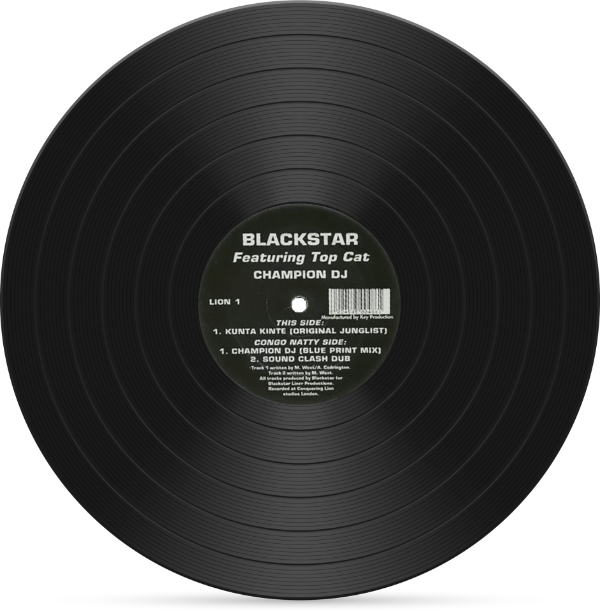 BLACKSTAR
Featuring Top Cat
CHAMPION DJ
LION 1
Manufactured by Key Production
THIS SIDE:
1. KUNTA KINTE (ORIGINAL JUNGLIST)
CONGO NATTY SIDE:
1. CHAMPION DJ (BLUE PRINT MIX)
2. SOUND CLASH DUB
Track 1 written by M. West/A. Codrington.
Track 2 written by M. West.
All tracks produced by Blackstar for
Blackstar Liner Productions.
Recorded at Conquering Lion
studios London.